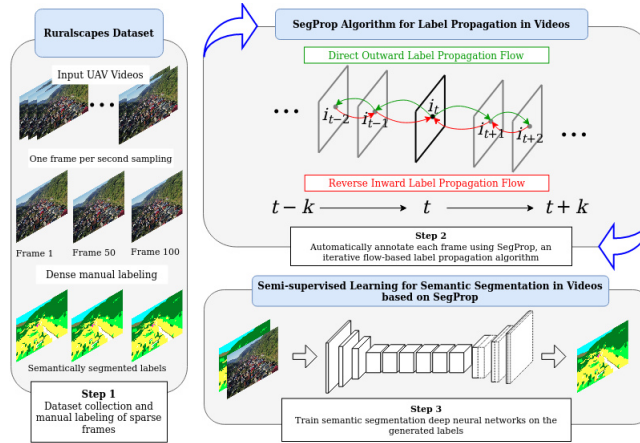 Ruralscapes Dataset
Input UAV Videos
One frame per second sampling
Frame 1 Frame 50 Frame 100
Dense manual labeling
Semantically segmented labels
Step 1
Dataset collection and
manual labeling of sparse
frames
SegProp Algorithm for Label Propagation in Videos
Direct Outward Label Propagation Flow
i_{t-2} i_{t-1} i_t i_{t+1} i_{t+2}
Reverse Inward Label Propagation Flow
t − k t t + k
Step 2
Automatically annotate each frame using SegProp, an
iterative flow-based label propagation algorithm
Semi-supervised Learning for Semantic Segmentation in Videos
based on SegProp
Step 3
Train semantic segmentation deep neural networks on the
generated labels